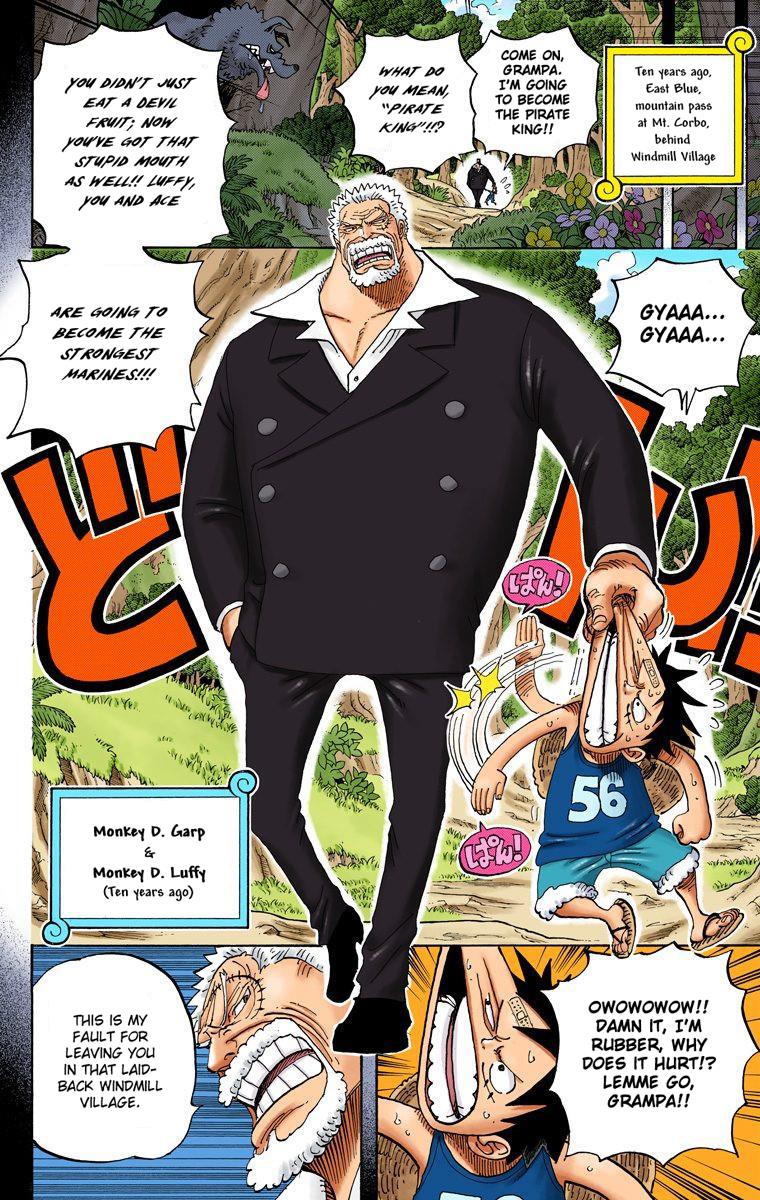 Ten years ago,
East Blue,
mountain pass
at Mt. Corbo,
behind
Windmill Village
COME ON,
GRAMPA.
I'M GOING
TO BECOME
THE PIRATE
KING!!
WHAT DO
YOU MEAN,
"PIRATE
KING"!!?
YOU DIDN'T JUST
EAT A DEVIL
FRUIT; NOW
YOU'VE GOT THAT
STUPID MOUTH
AS WELL!! LUFFY,
YOU AND ACE
ARE GOING TO
BECOME THE
STRONGEST
MARINES!!!
GYAAA...
GYAAA...
どん!!
ぱん!
ぱん!
56
Monkey D. Garp
&
Monkey D. Luffy
(Ten years ago)
THIS IS MY
FAULT FOR
LEAVING YOU
IN THAT LAID-
BACK WINDMILL
VILLAGE.
OWOWOWOW!!
DAMN IT, I'M
RUBBER, WHY
DOES IT HURT!?
LEMME GO,
GRAMPA!!